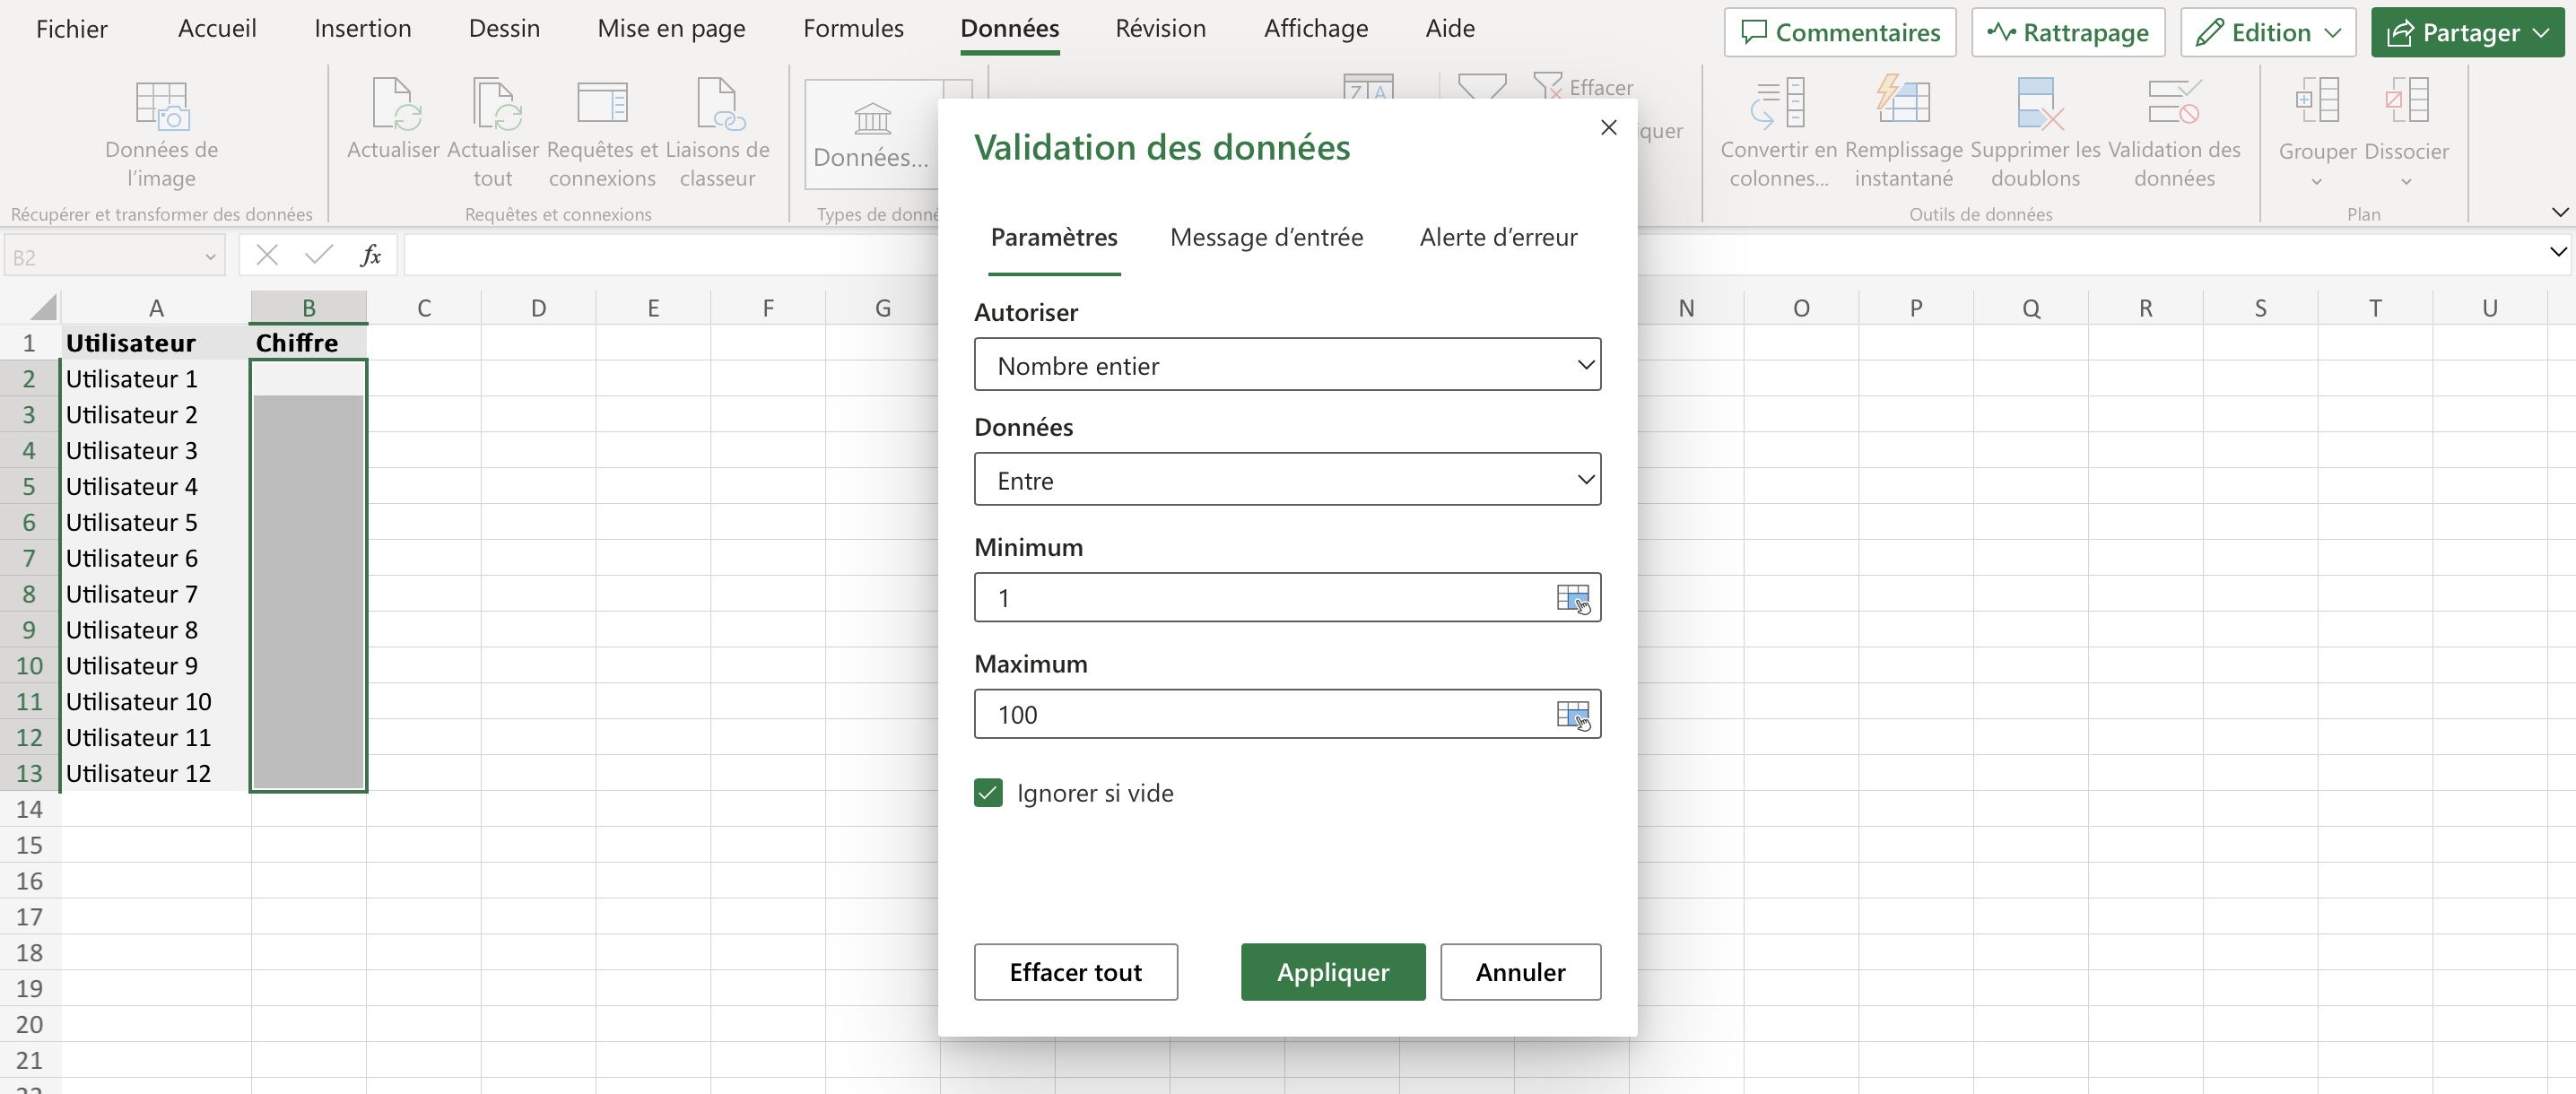 Fichier Accueil Insertion Dessin Mise en page Formules Données Révision Affichage Aide
Commentaires Rattrapage Edition Partager
Données de l’image
Récupérer et transformer des données
Actualiser
Actualiser tout
Requêtes et connexions
Liaisons de classeur
Requêtes et connexions
Données...
Types de donné
Z A
Effacer
quer
Convertir en colonnes...
Remplissage instantané
Supprimer les doublons
Validation des données
Outils de données
Grouper Dissocier
Plan
B2
fx
A B C D E F G N O P Q R S T U
1 Utilisateur Chiffre
2 Utilisateur 1
3 Utilisateur 2
4 Utilisateur 3
5 Utilisateur 4
6 Utilisateur 5
7 Utilisateur 6
8 Utilisateur 7
9 Utilisateur 8
10 Utilisateur 9
11 Utilisateur 10
12 Utilisateur 11
13 Utilisateur 12
14
15
16
17
18
19
20
21
Validation des données
Paramètres Message d’entrée Alerte d’erreur
Autoriser
Nombre entier
Données
Entre
Minimum
1
Maximum
100
Ignorer si vide
Effacer tout Appliquer Annuler